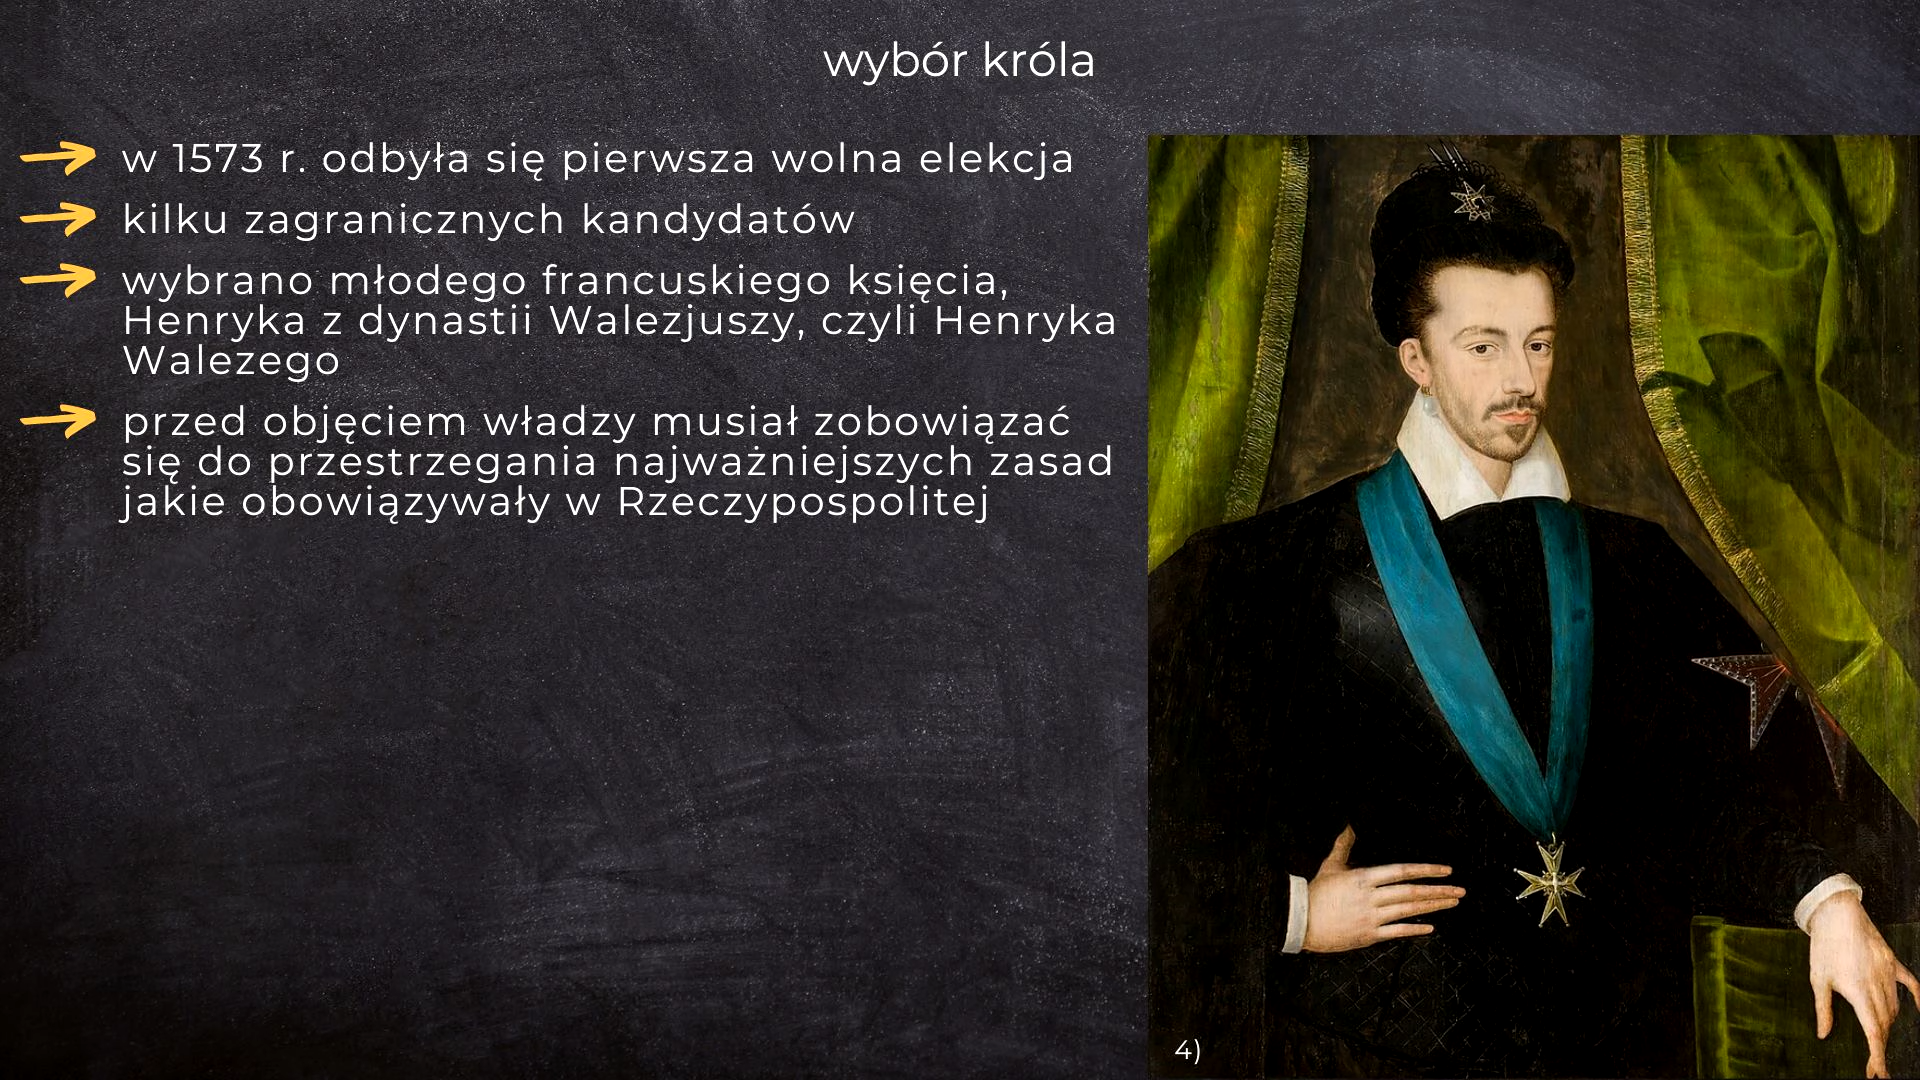 wybór króla
w 1573 r. odbyła się pierwsza wolna elekcja
kilku zagranicznych kandydatów
wybrano młodego francuskiego księcia,
Henryka z dynastii Walezjuszy, czyli Henryka
Walezego
przed objęciem władzy musiał zobowiązać
się do przestrzegania najważniejszych zasad
jakie obowiązywały w Rzeczypospolitej
4)